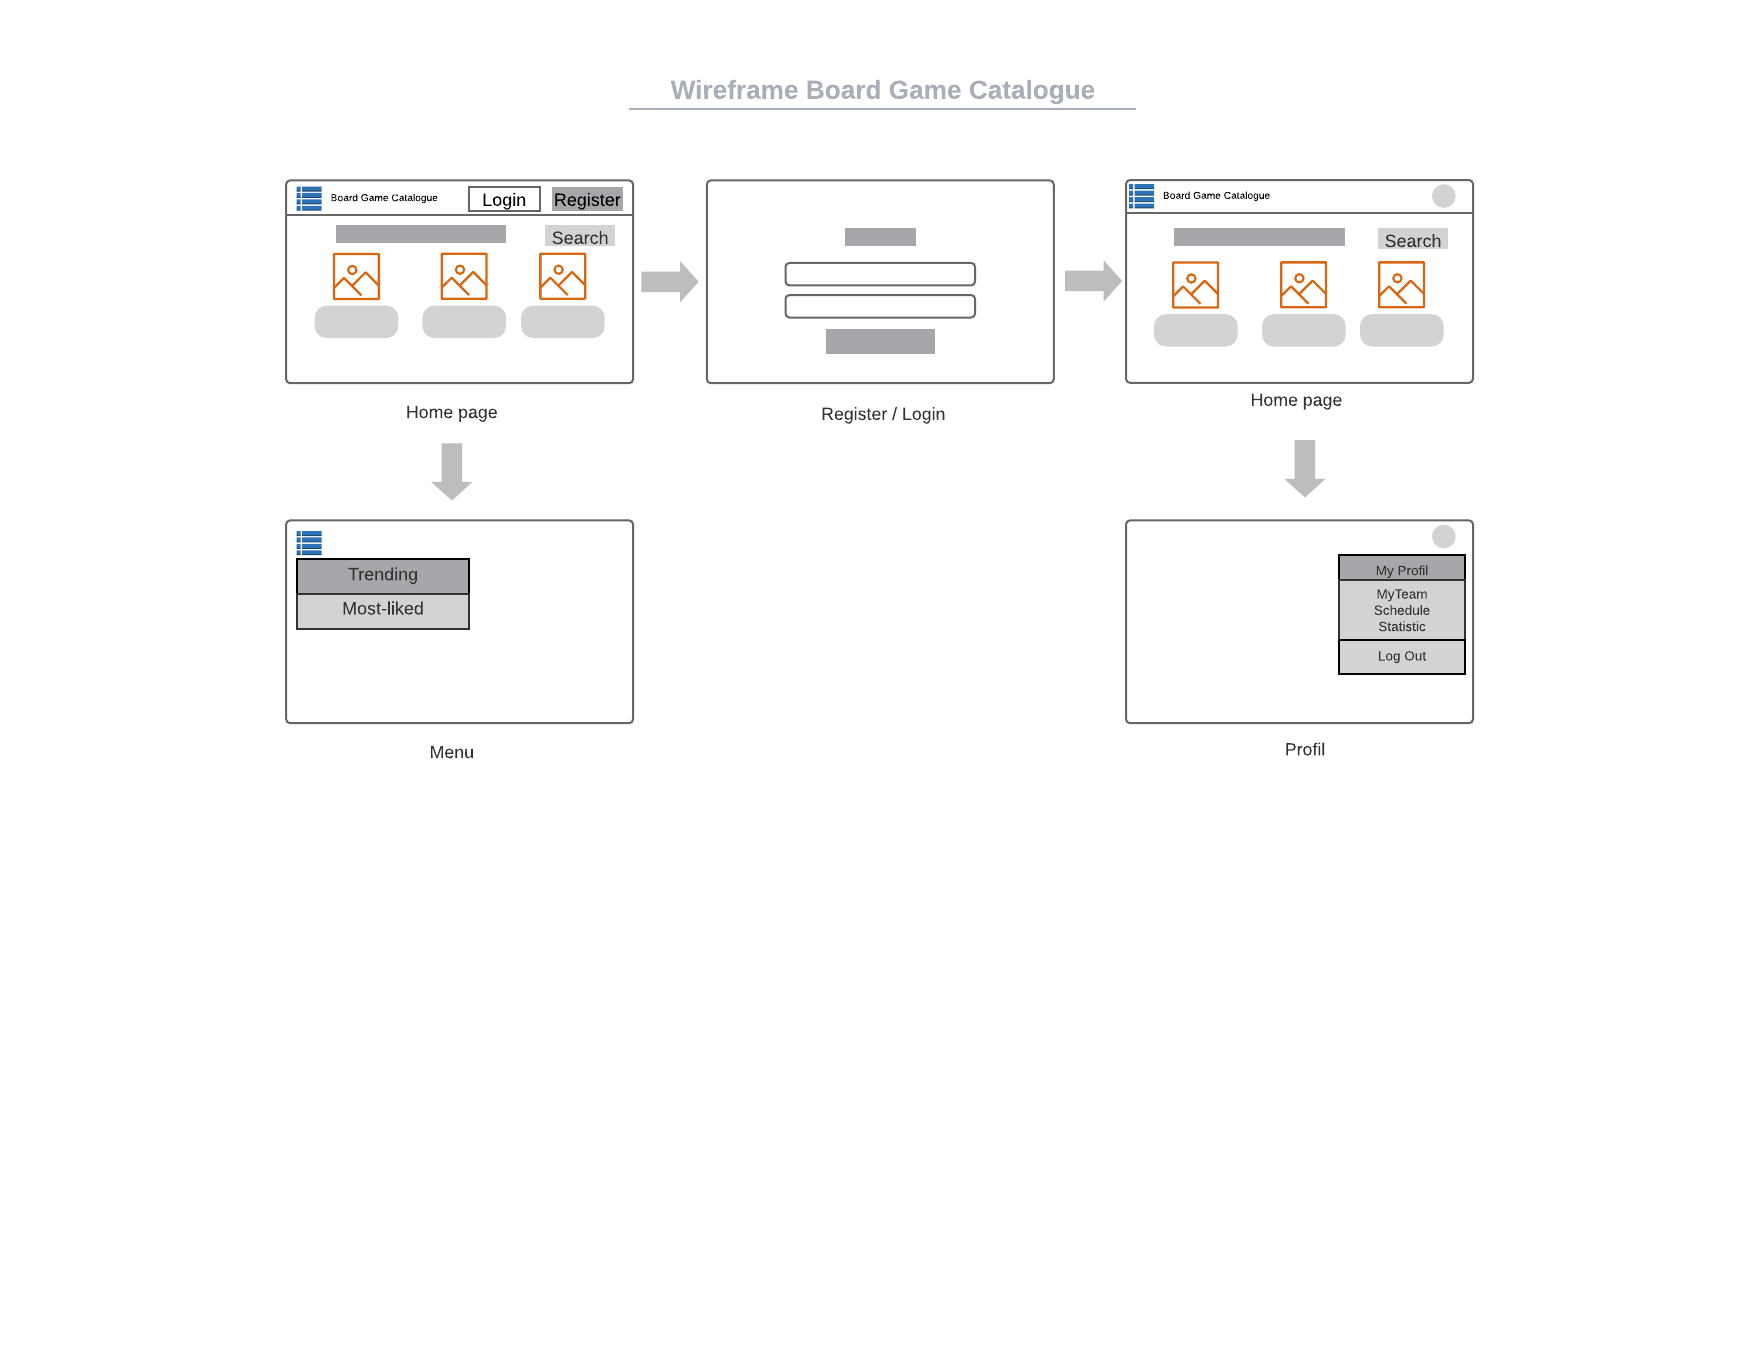 Wireframe Board Game Catalogue
Board Game Catalogue
Login
Register
Search
Home page
Register / Login
Board Game Catalogue
Search
Home page
Trending
Most-liked
Menu
My Profil
MyTeam
Schedule
Statistic
Log Out
Profil